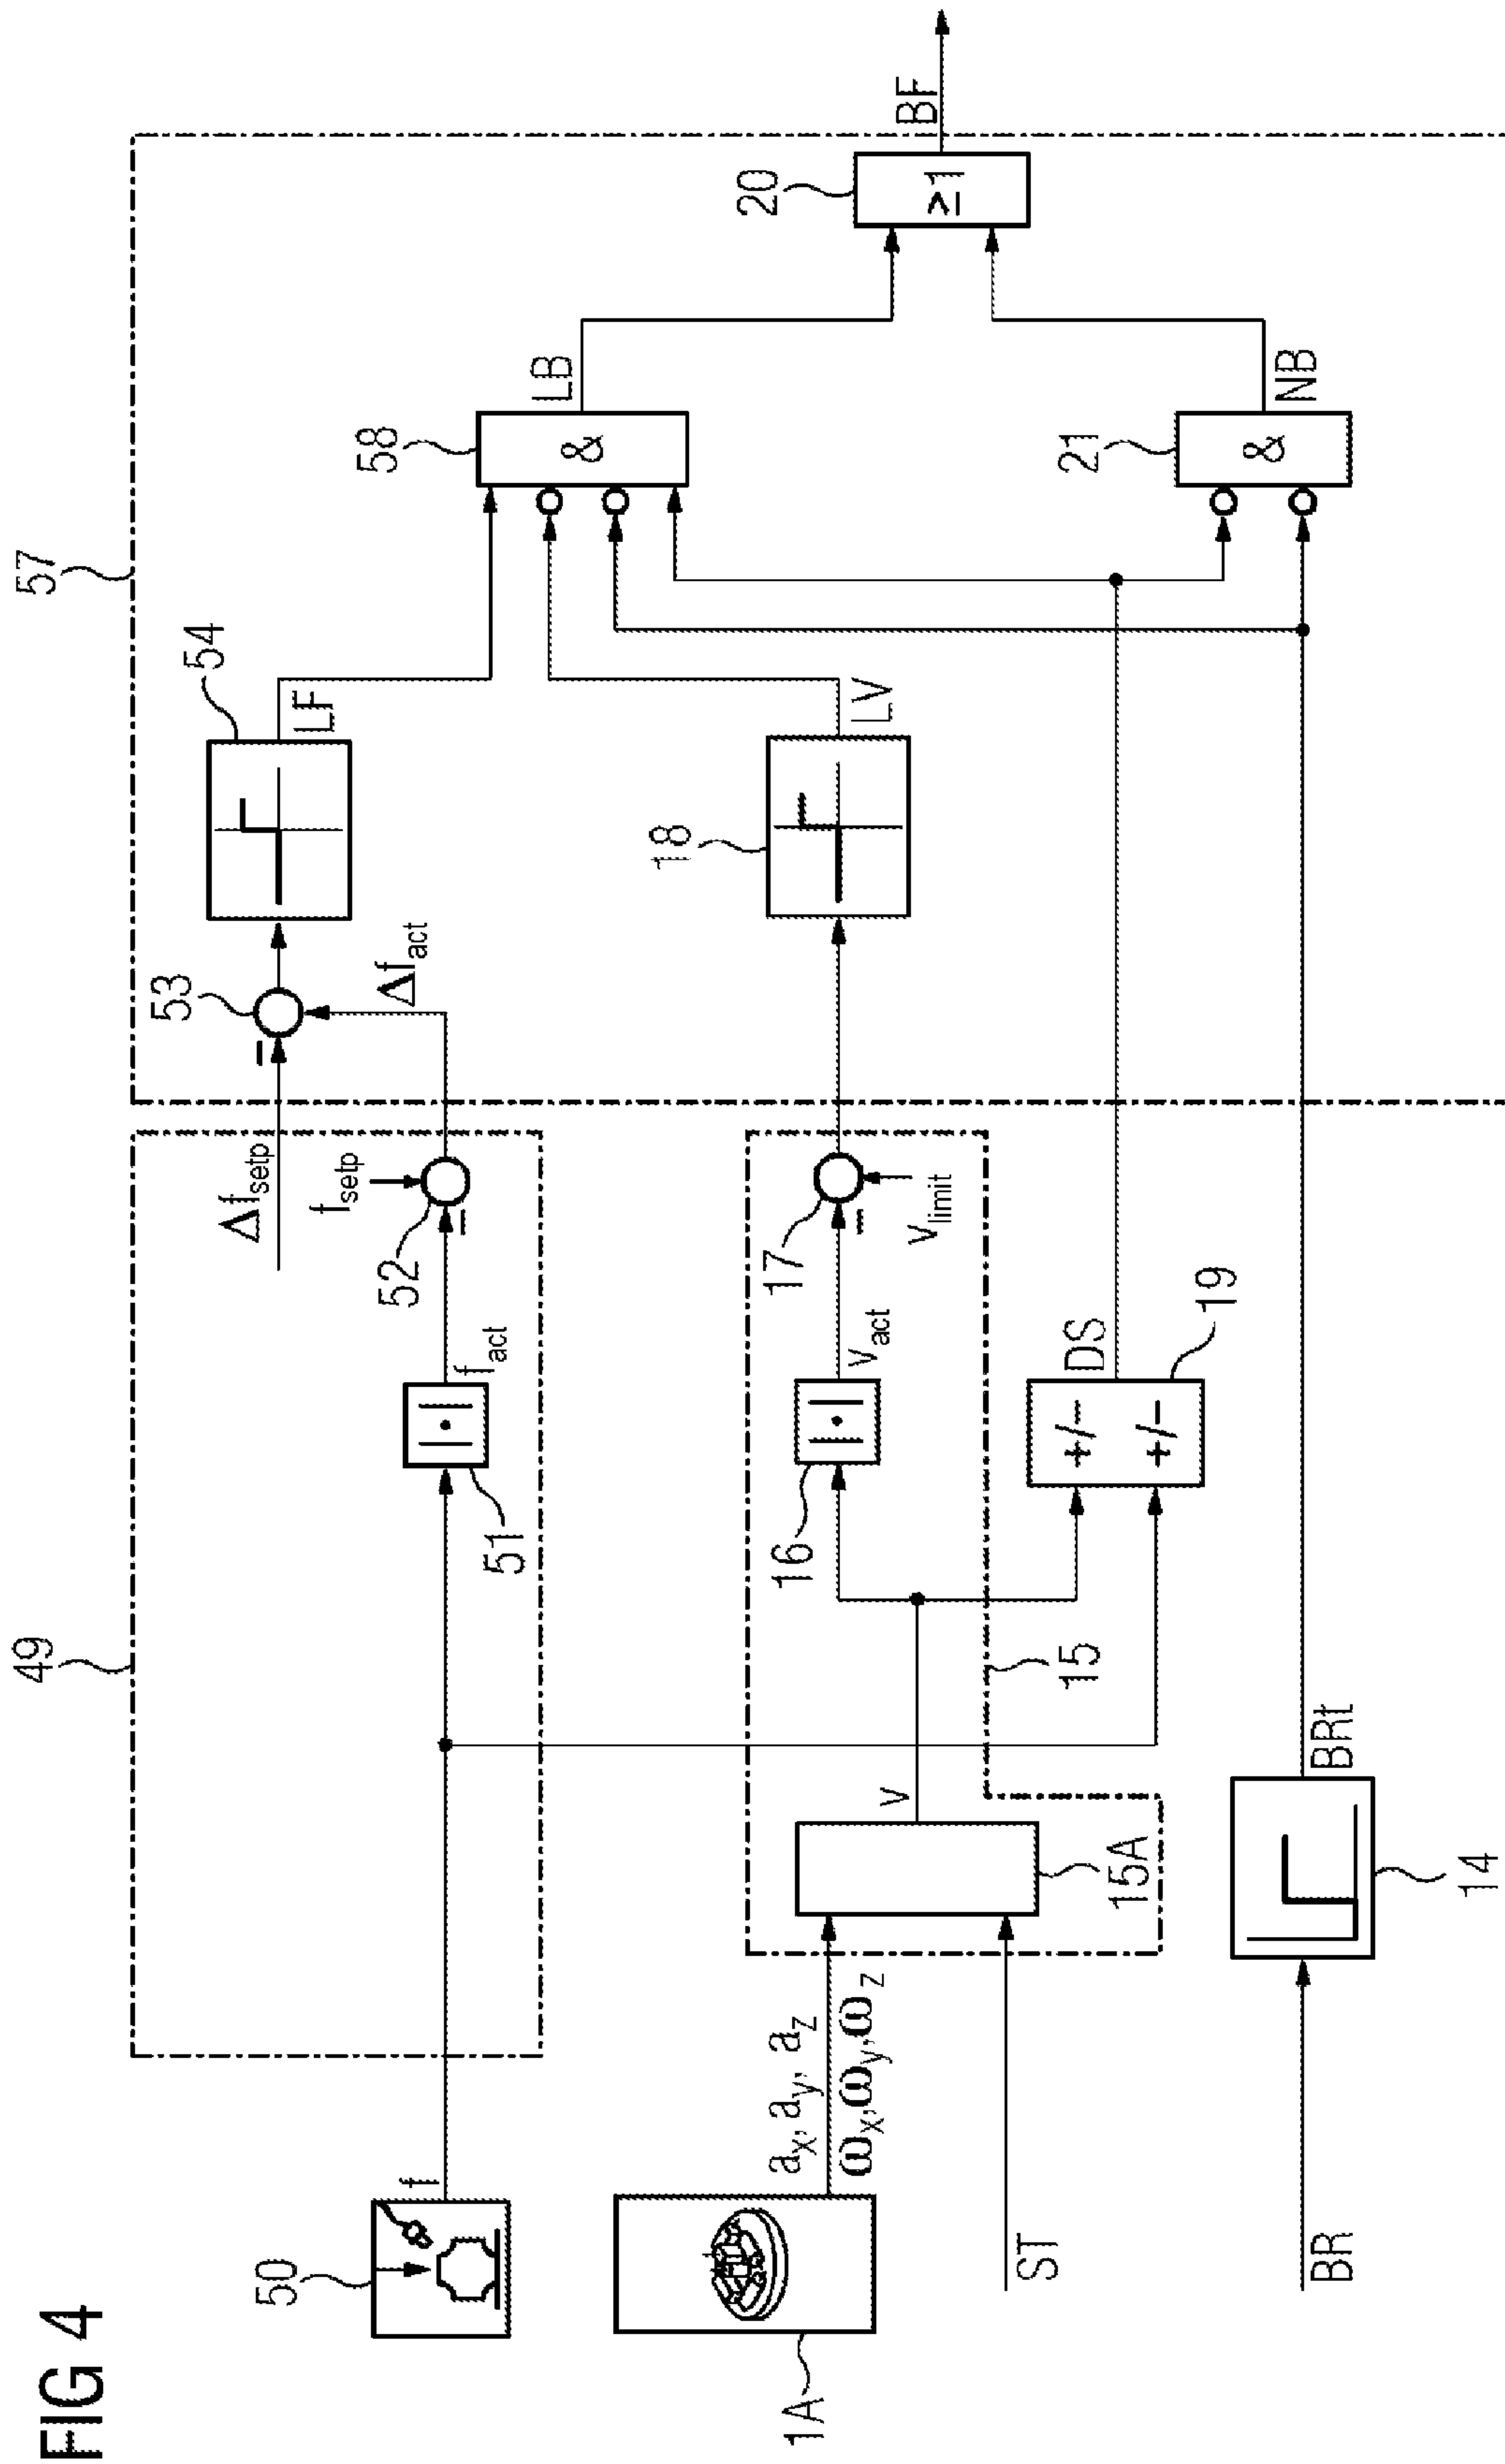 FIG 4
49
57
50
f
51
f_act
52
f_setp
Δf_setp
Δf_act
53
–
–
54
LF
58
&
LB
1A
a_x, a_y, a_z
ω_x, ω_y, ω_z
ST
15A
v
15
16
v_act
17
–
v_limit
18
LV
+/–
+/–
DS
19
BR
14
BRt
21
&
NB
20
≥1
BF
|•|
|•|